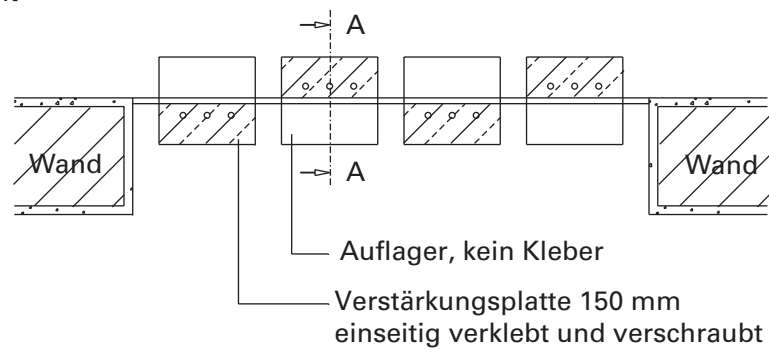 A
Wand
Wand
A
Auflager, kein Kleber
Verstärkungsplatte 150 mm
einseitig verklebt und verschraubt